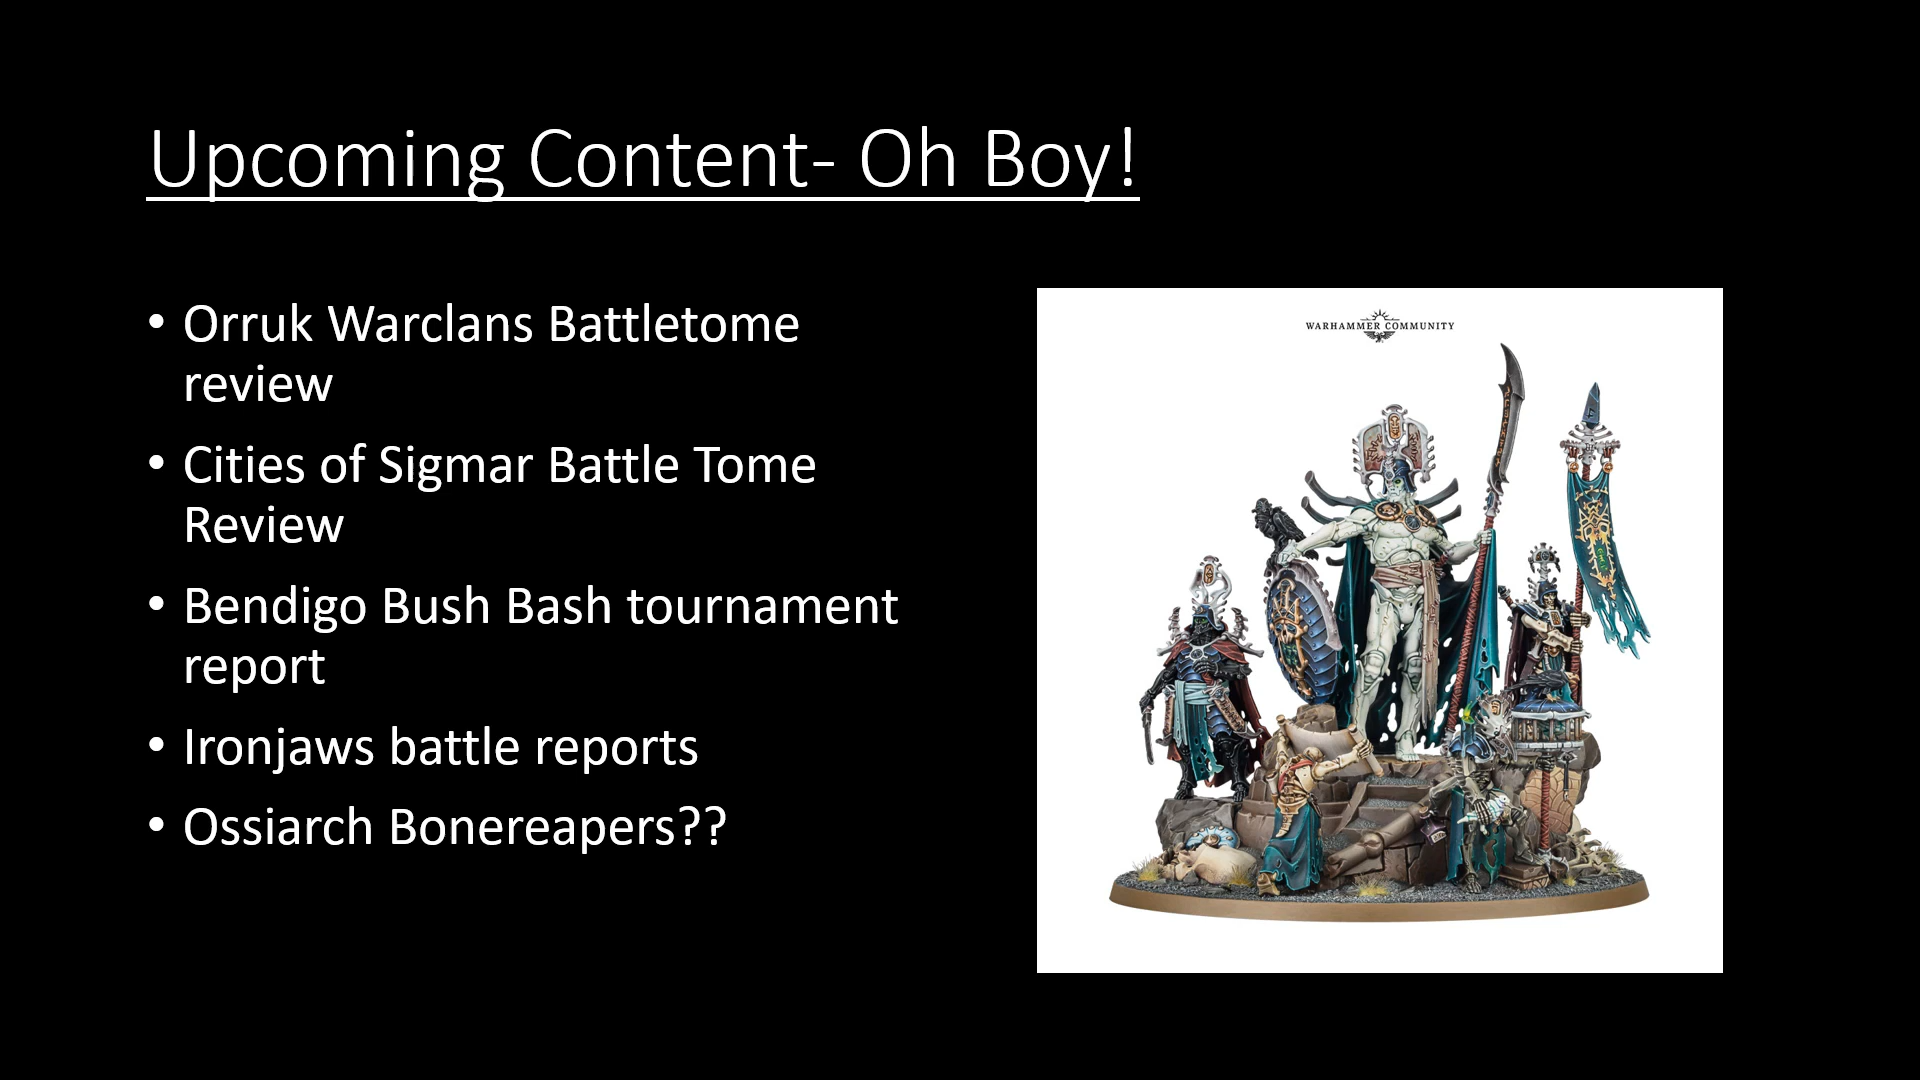 Upcoming Content- Oh Boy!
• Orruk Warclans Battletome
review
• Cities of Sigmar Battle Tome
Review
• Bendigo Bush Bash tournament
report
• Ironjaws battle reports
• Ossiarch Bonereapers??
WARHAMMER COMMUNITY